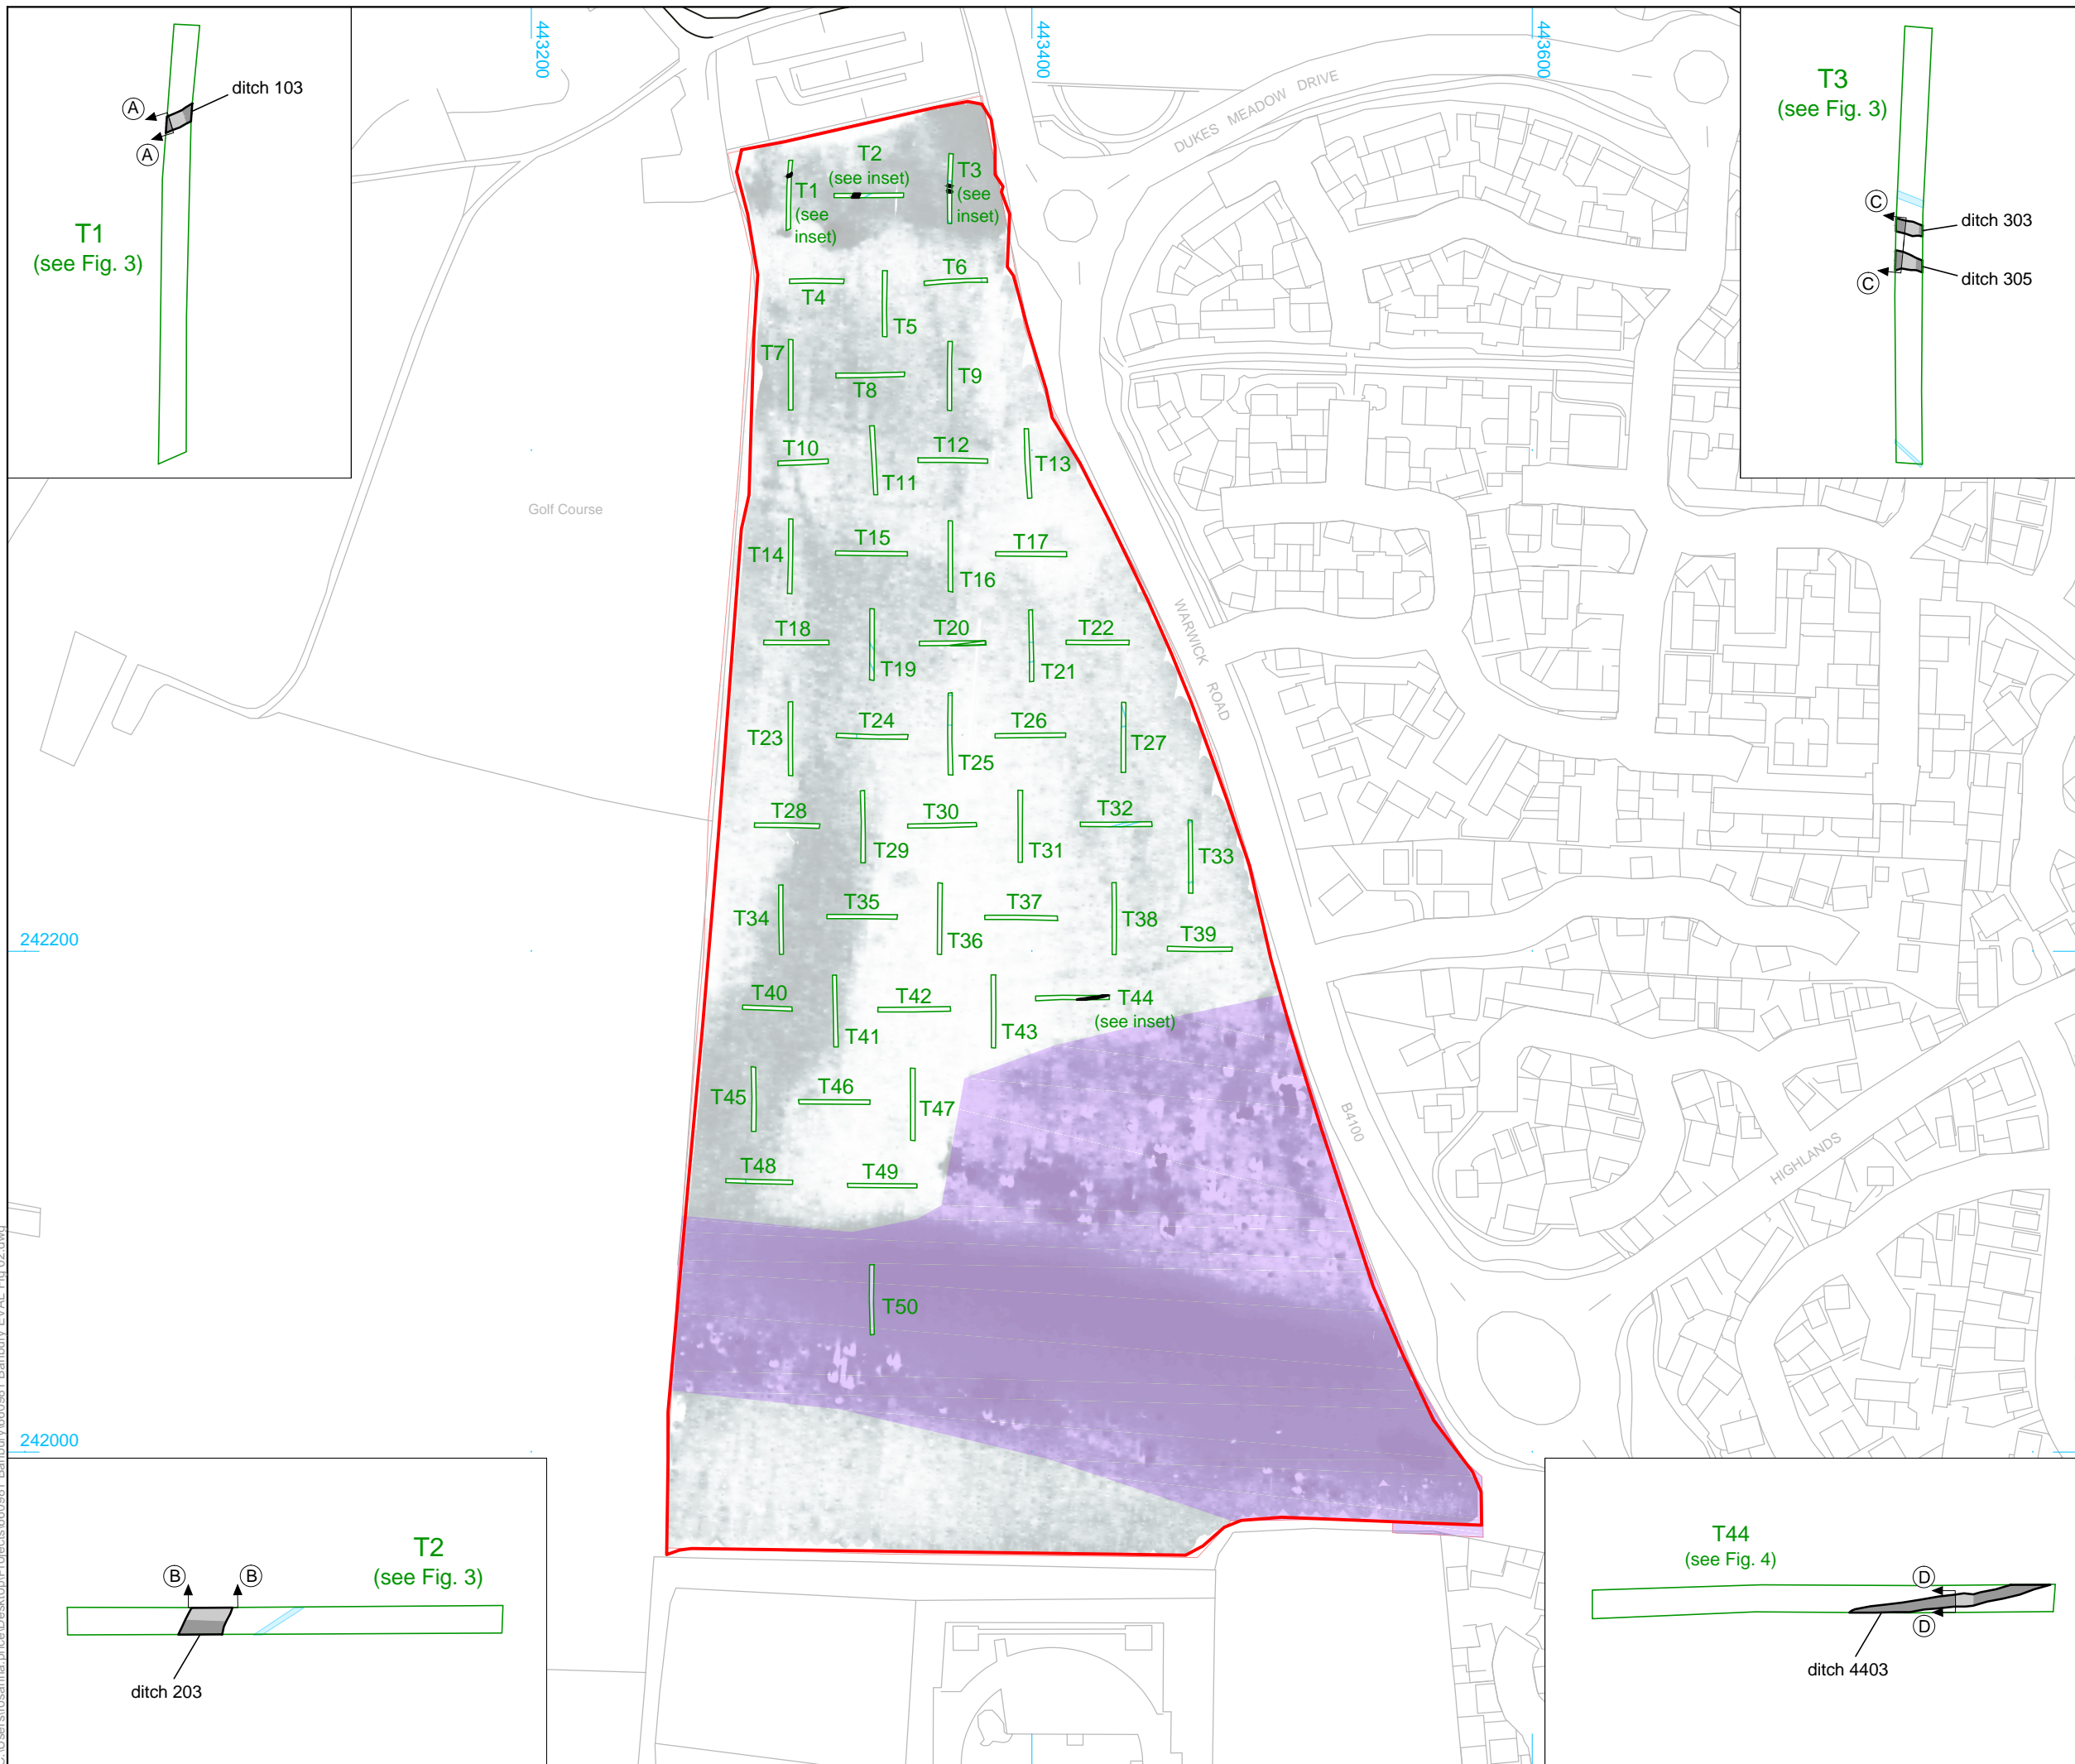 443200
443400
443600
ditch 103
A
A
T1
(see Fig. 3)
T3
(see Fig. 3)
C
ditch 303
C
ditch 305
DUKES MEADOW DRIVE
T1
(see
inset)
T2
(see inset)
T3
(see
inset)
T4
T5
T6
T7
T8
T9
T10
T11
T12
T13
Golf Course
T14
T15
T16
T17
WARWICK ROAD
T18
T19
T20
T21
T22
T23
T24
T25
T26
T27
T28
T29
T30
T31
T32
T33
T34
T35
T36
T37
T38
T39
242200
T40
T41
T42
T43
T44
(see inset)
T45
T46
T47
B4100
HIGHLANDS
T48
T49
T50
242000
T2
(see Fig. 3)
B
B
ditch 203
T44
(see Fig. 4)
D
D
ditch 4403